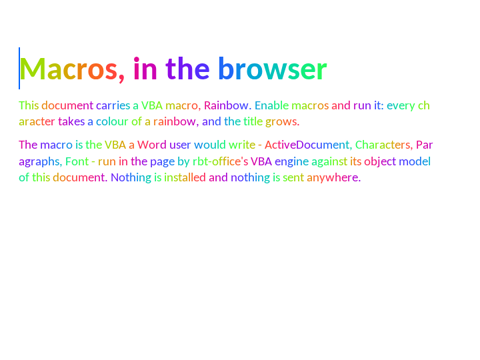 Macros, in the browser
This document carries a VBA macro, Rainbow. Enable macros and run it: every ch
aracter takes a colour of a rainbow, and the title grows.
The macro is the VBA a Word user would write - ActiveDocument, Characters, Par
agraphs, Font - run in the page by rbt-office's VBA engine against its object model
of this document. Nothing is installed and nothing is sent anywhere.